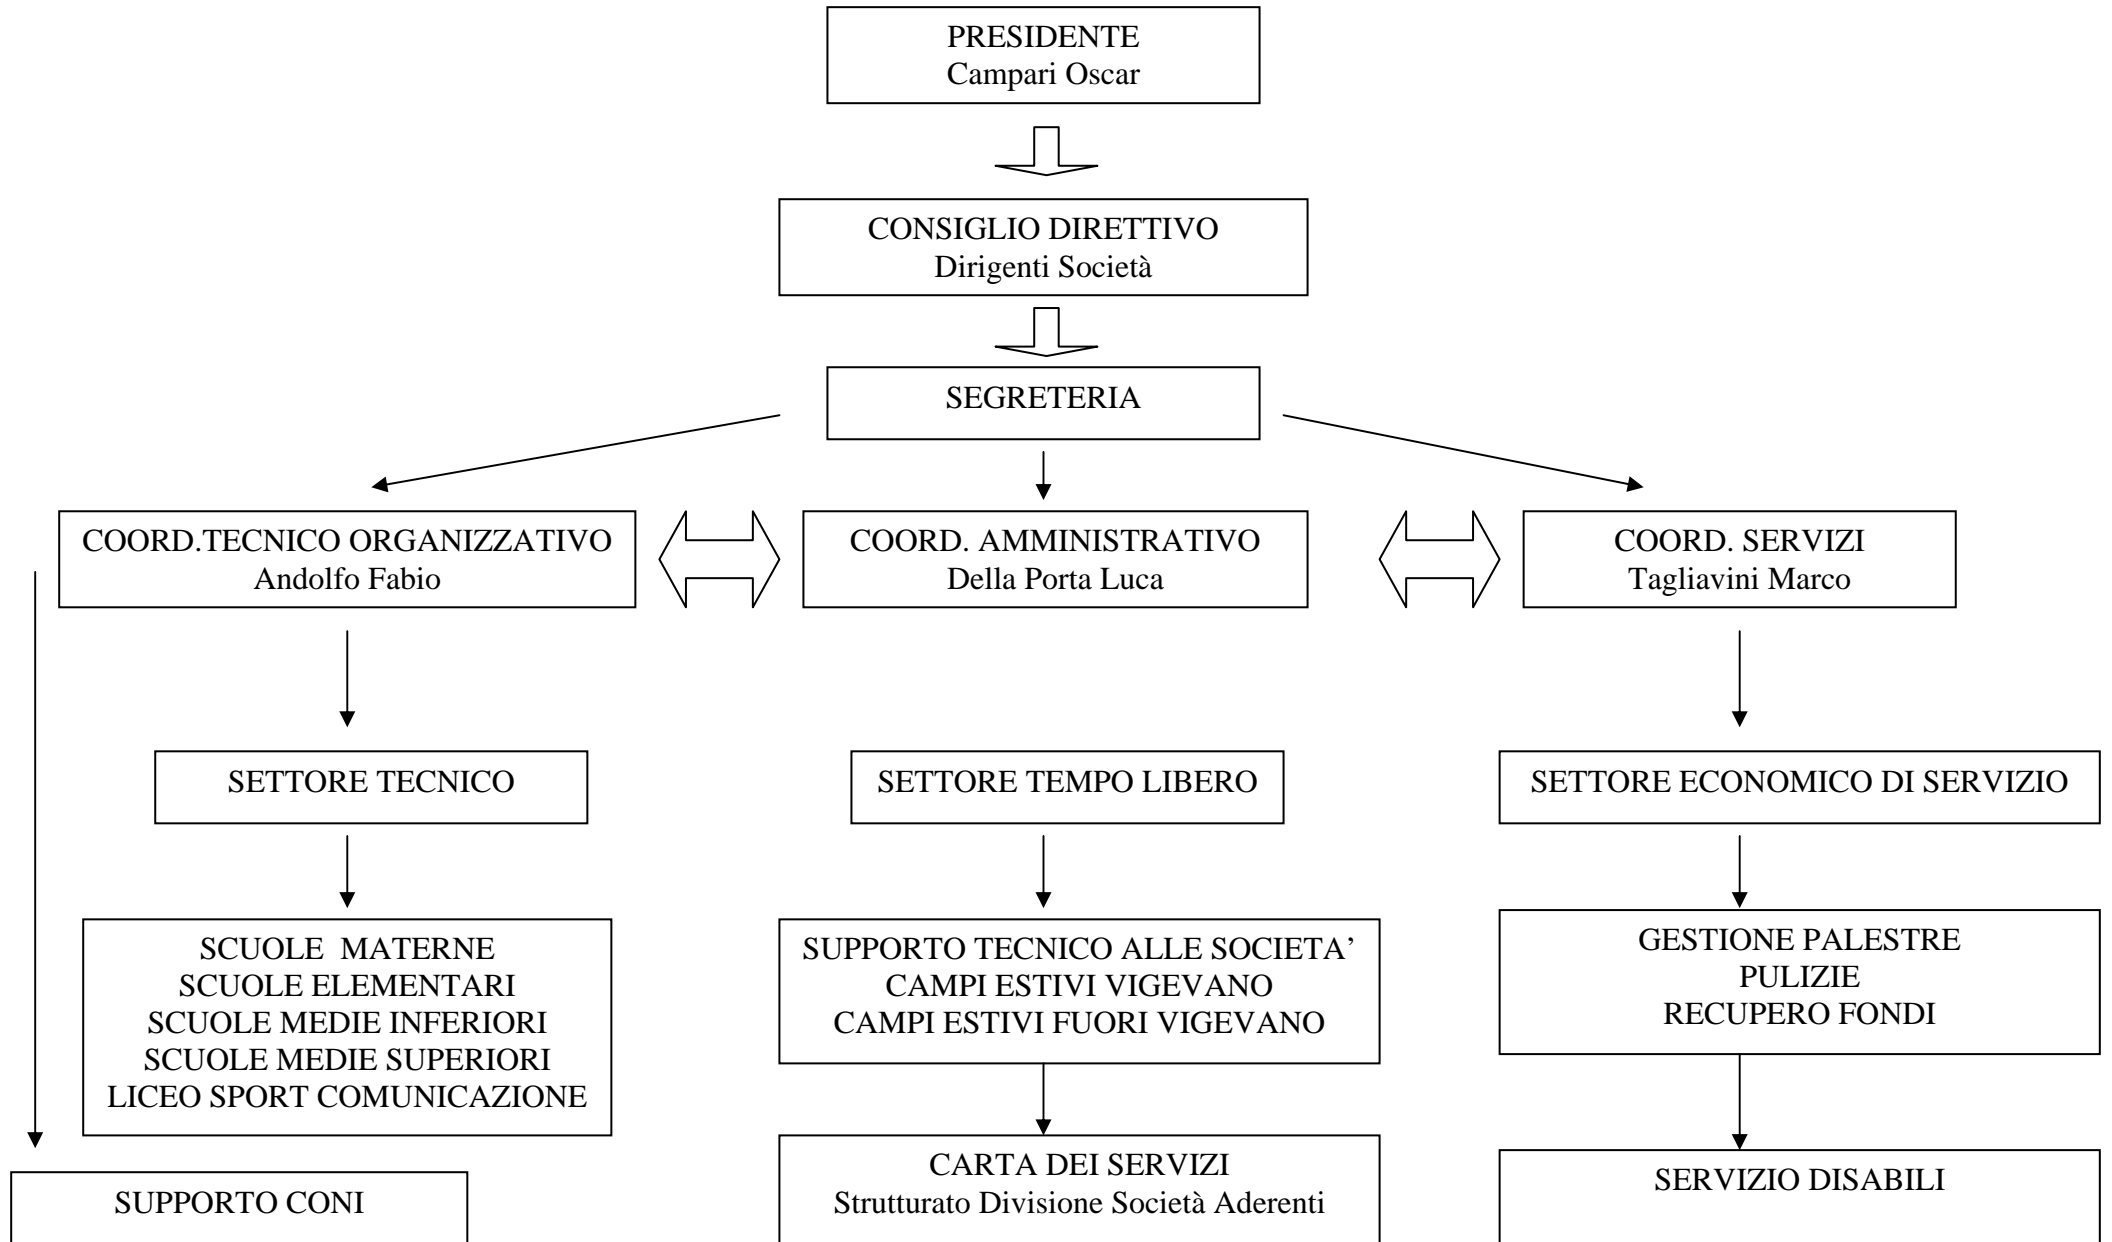 PRESIDENTE
Campari Oscar
CONSIGLIO DIRETTIVO
Dirigenti Società
SEGRETERIA
COORD.TECNICO ORGANIZZATIVO
Andolfo Fabio
COORD. AMMINISTRATIVO
Della Porta Luca
COORD. SERVIZI
Tagliavini Marco
SETTORE TECNICO
SETTORE TEMPO LIBERO
SETTORE ECONOMICO DI SERVIZIO
SCUOLE  MATERNE
SCUOLE ELEMENTARI
SCUOLE MEDIE INFERIORI
SCUOLE MEDIE SUPERIORI
LICEO SPORT COMUNICAZIONE
SUPPORTO TECNICO ALLE SOCIETA’
CAMPI ESTIVI VIGEVANO
CAMPI ESTIVI FUORI VIGEVANO
GESTIONE PALESTRE
PULIZIE
RECUPERO FONDI
SUPPORTO CONI
CARTA DEI SERVIZI
Strutturato Divisione Società Aderenti
SERVIZIO DISABILI